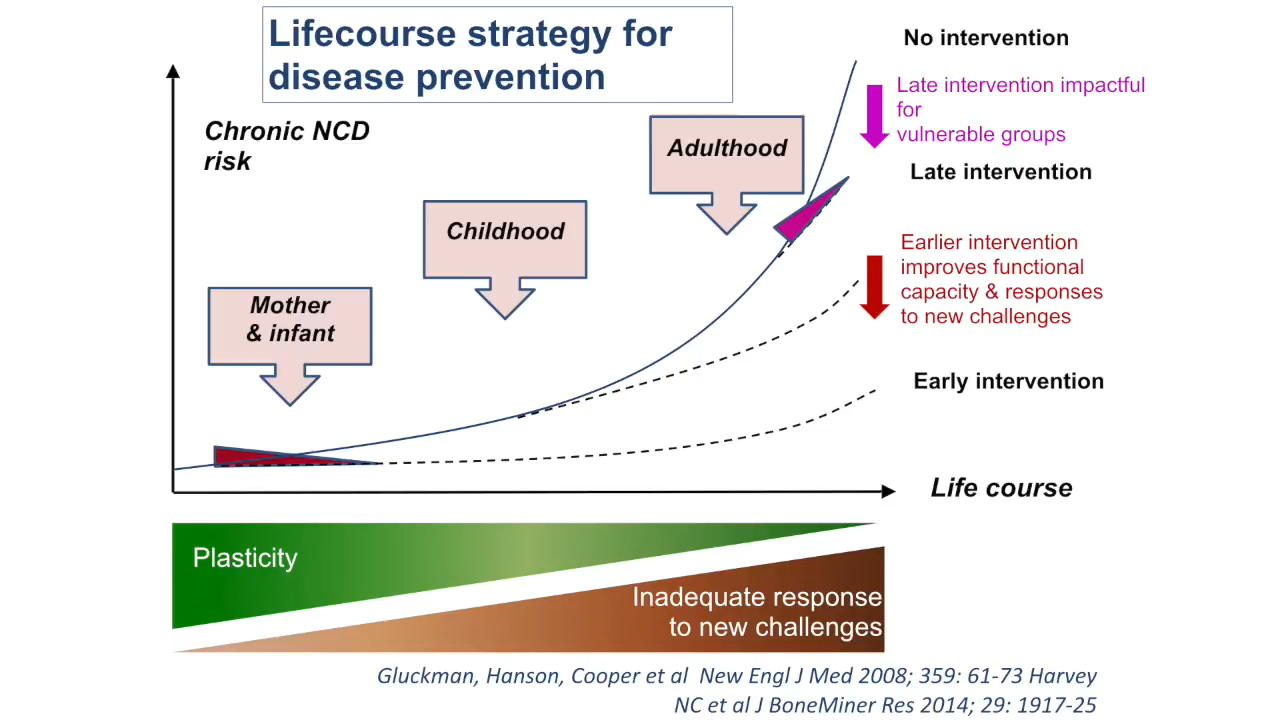 Lifecourse strategy for
disease prevention
No intervention
Late intervention impactful
for
vulnerable groups
Chronic NCD
risk
Adulthood
Late intervention
Childhood
Earlier intervention
improves functional
capacity & responses
to new challenges
Mother
& infant
Early intervention
Life course
Plasticity
Inadequate response
to new challenges
Gluckman, Hanson, Cooper et al New Engl J Med 2008; 359: 61-73 Harvey
NC et al J BoneMiner Res 2014; 29: 1917-25